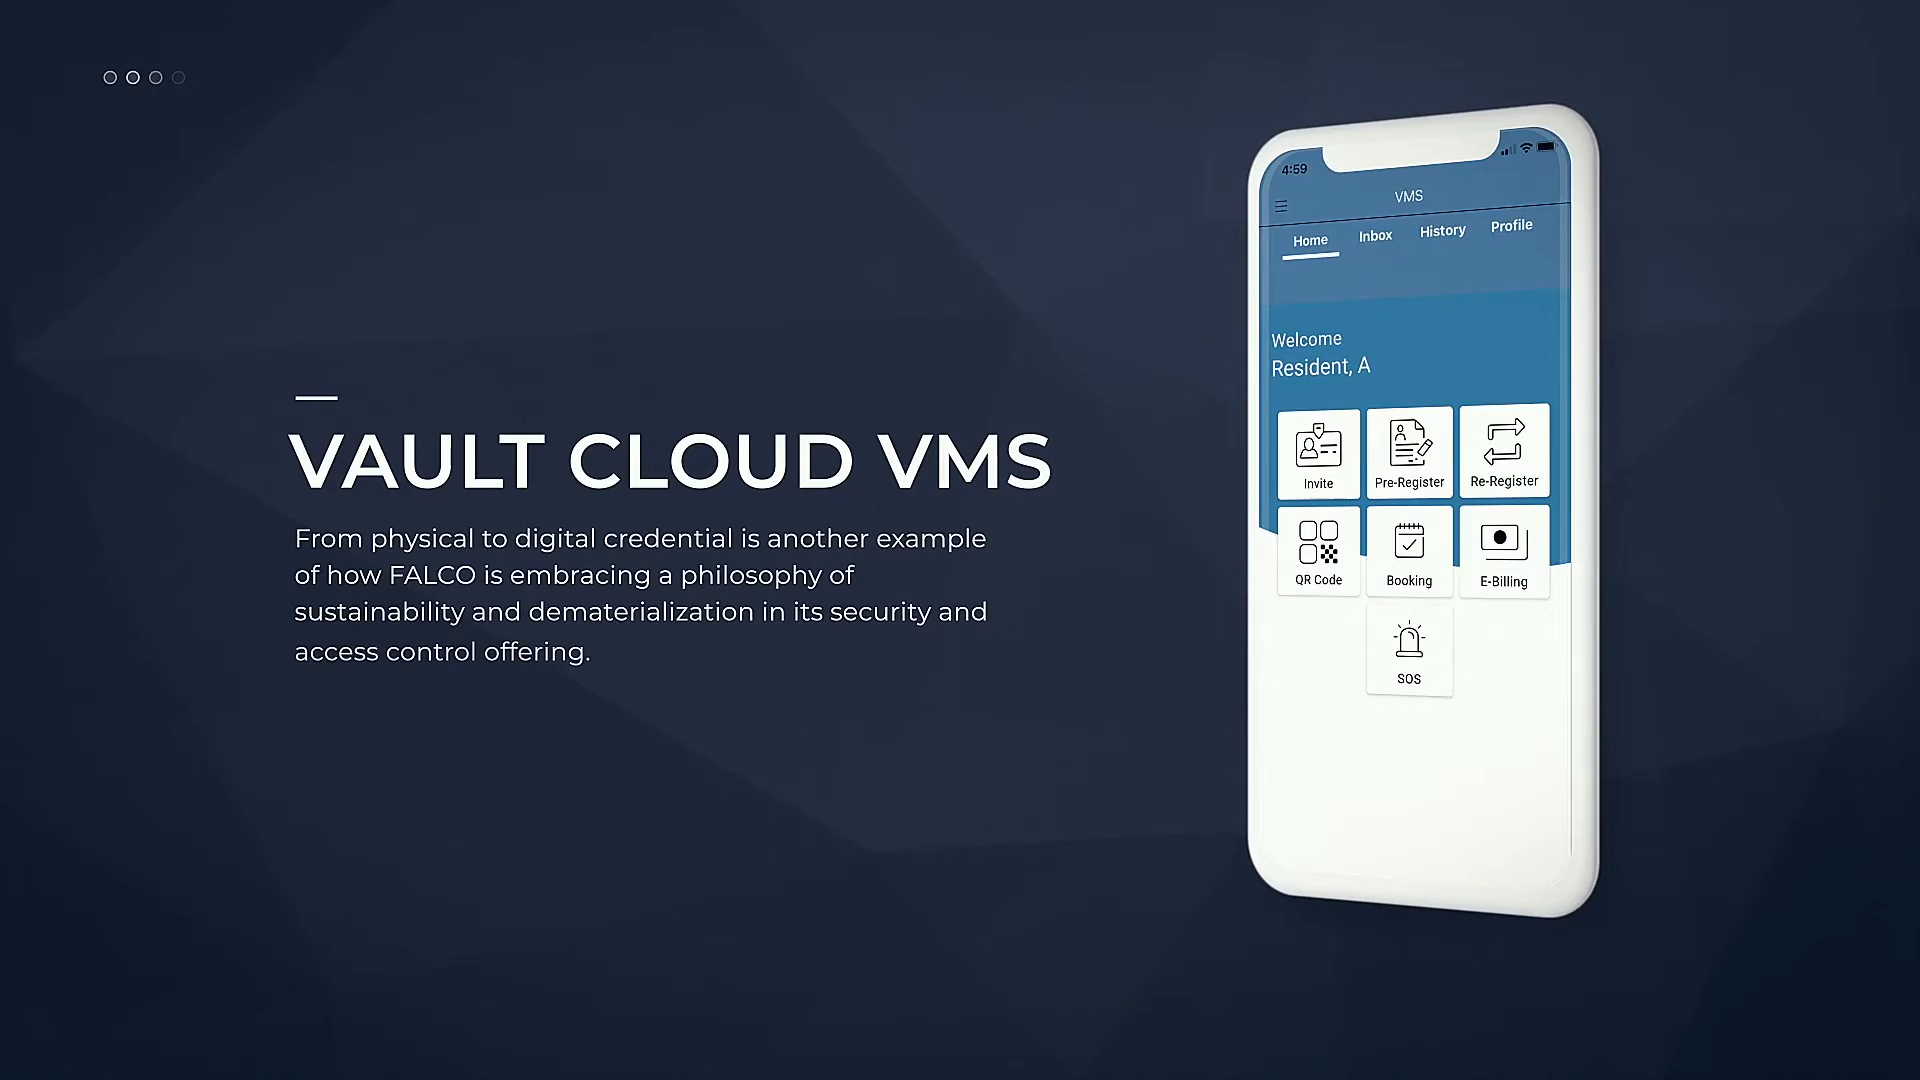 VAULT CLOUD VMS
From physical to digital credential is another example
of how FALCO is embracing a philosophy of
sustainability and dematerialization in its security and
access control offering.
4:59
VMS
Home Inbox History Profile
Welcome
Resident, A
Invite Pre-Register Re-Register
QR Code Booking E-Billing
SOS